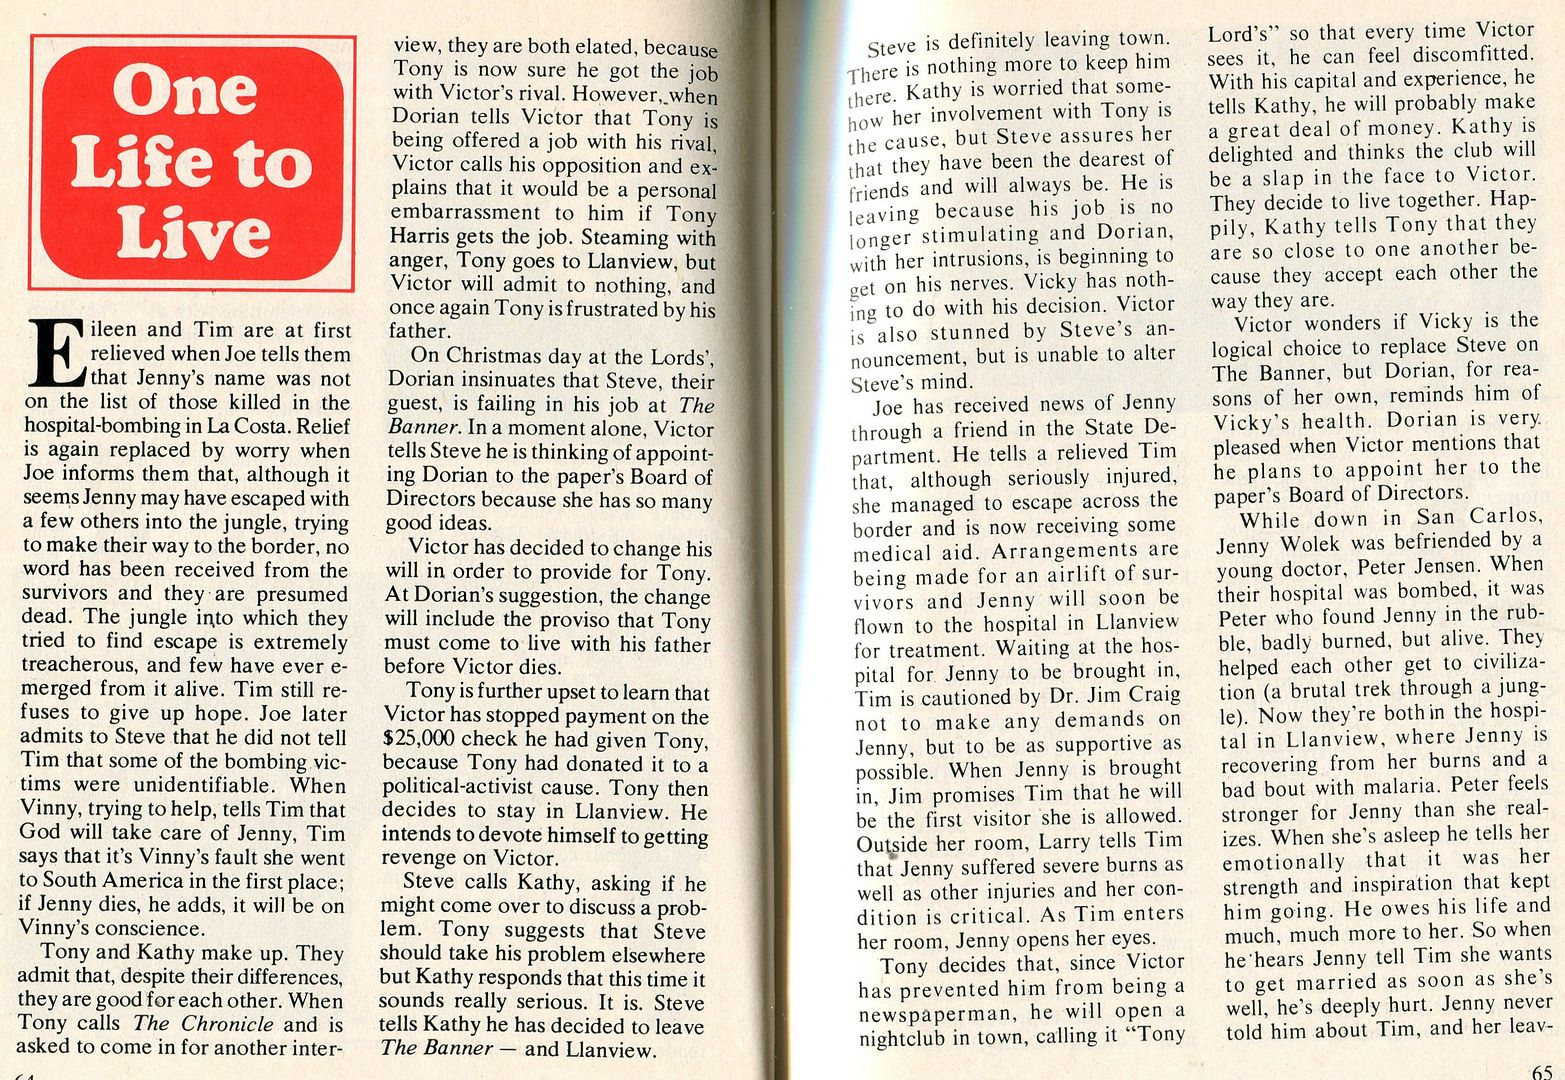 One
Life to
Live
Eileen and Tim are at first
relieved when Joe tells them
that Jenny's name was not
on the list of those killed in the
hospital-bombing in La Costa. Relief
is again replaced by worry when
Joe informs them that, although it
seems Jenny may have escaped with
a few others into the jungle, trying
to make their way to the border, no
word has been received from the
survivors and they are presumed
dead. The jungle into which they
tried to find escape is extremely
treacherous, and few have ever e-
merged from it alive. Tim still re-
fuses to give up hope. Joe later
admits to Steve that he did not tell
Tim that some of the bombing vic-
tims were unidentifiable. When
Vinny, trying to help, tells Tim that
God will take care of Jenny, Tim
says that it's Vinny's fault she went
to South America in the first place;
if Jenny dies, he adds, it will be on
Vinny's conscience.
Tony and Kathy make up. They
admit that, despite their differences,
they are good for each other. When
Tony calls The Chronicle and is
asked to come in for another inter-
view, they are both elated, because
Tony is now sure he got the job
with Victor's rival. However, when
Dorian tells Victor that Tony is
being offered a job with his rival,
Victor calls his opposition and ex-
plains that it would be a personal
embarrassment to him if Tony
Harris gets the job. Steaming with
anger, Tony goes to Llanview, but
Victor will admit to nothing, and
once again Tony is frustrated by his
father.
On Christmas day at the Lords',
Dorian insinuates that Steve, their
guest, is failing in his job at The
Banner. In a moment alone, Victor
tells Steve he is thinking of appoint-
ing Dorian to the paper's Board of
Directors because she has so many
good ideas.
Victor has decided to change his
will in order to provide for Tony.
At Dorian's suggestion, the change
will include the proviso that Tony
must come to live with his father
before Victor dies.
Tony is further upset to learn that
Victor has stopped payment on the
$25,000 check he had given Tony,
because Tony had donated it to a
political-activist cause. Tony then
decides to stay in Llanview. He
intends to devote himself to getting
revenge on Victor.
Steve calls Kathy, asking if he
might come over to discuss a prob-
lem. Tony suggests that Steve
should take his problem elsewhere
but Kathy responds that this time it
sounds really serious. It is. Steve
tells Kathy he has decided to leave
The Banner — and Llanview.
64
Steve is definitely leaving town.
There is nothing more to keep him
there. Kathy is worried that some-
how her involvement with Tony is
the cause, but Steve assures her
that they have been the dearest of
friends and will always be. He is
leaving because his job is no
longer stimulating and Dorian,
with her intrusions, is beginning to
get on his nerves. Vicky has noth-
ing to do with his decision. Victor
is also stunned by Steve's an-
nouncement, but is unable to alter
Steve's mind.
Joe has received news of Jenny
through a friend in the State De-
partment. He tells a relieved Tim
that, although seriously injured,
she managed to escape across the
border and is now receiving some
medical aid. Arrangements are
being made for an airlift of sur-
vivors and Jenny will soon be
flown to the hospital in Llanview
for treatment. Waiting at the hos-
pital for Jenny to be brought in,
Tim is cautioned by Dr. Jim Craig
not to make any demands on
Jenny, but to be as supportive as
possible. When Jenny is brought
in, Jim promises Tim that he will
be the first visitor she is allowed.
Outside her room, Larry tells Tim
that Jenny suffered severe burns as
well as other injuries and her con-
dition is critical. As Tim enters
her room, Jenny opens her eyes.
Tony decides that, since Victor
has prevented him from being a
newspaperman, he will open a
nightclub in town, calling it "Tony
Lord's" so that every time Victor
sees it, he can feel discomfitted.
With his capital and experience, he
tells Kathy, he will probably make
a great deal of money. Kathy is
delighted and thinks the club will
be a slap in the face to Victor.
They decide to live together. Hap-
pily, Kathy tells Tony that they
are so close to one another be-
cause they accept each other the
way they are.
Victor wonders if Vicky is the
logical choice to replace Steve on
The Banner, but Dorian, for rea-
sons of her own, reminds him of
Vicky's health. Dorian is very
pleased when Victor mentions that
he plans to appoint her to the
paper's Board of Directors.
While down in San Carlos,
Jenny Wolek was befriended by a
young doctor, Peter Jensen. When
their hospital was bombed, it was
Peter who found Jenny in the rub-
ble, badly burned, but alive. They
helped each other get to civiliza-
tion (a brutal trek through a jung-
le). Now they're both in the hospi-
tal in Llanview, where Jenny is
recovering from her burns and a
bad bout with malaria. Peter feels
stronger for Jenny than she real-
izes. When she's asleep he tells her
emotionally that it was her
strength and inspiration that kept
him going. He owes his life and
much, much more to her. So when
he hears Jenny tell Tim she wants
to get married as soon as she's
well, he's deeply hurt. Jenny never
told him about Tim, and her leav-
65